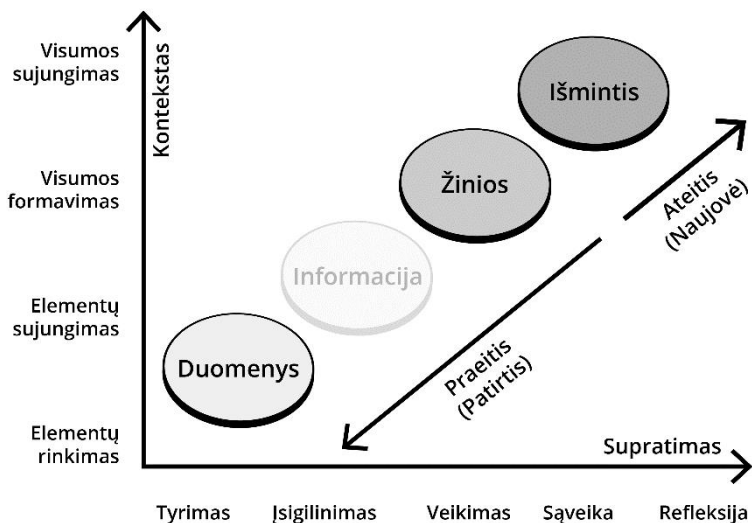 Visumos
sujungimas
Kontekstas
Išmintis
Visumos
formavimas
Žinios
Ateitis
(Naujovė)
Informacija
Elementų
sujungimas
Duomenys
Praeitis
(Patirtis)
Elementų
rinkimas
Supratimas
Tyrimas Įsigilinimas Veikimas Sąveika Refleksija